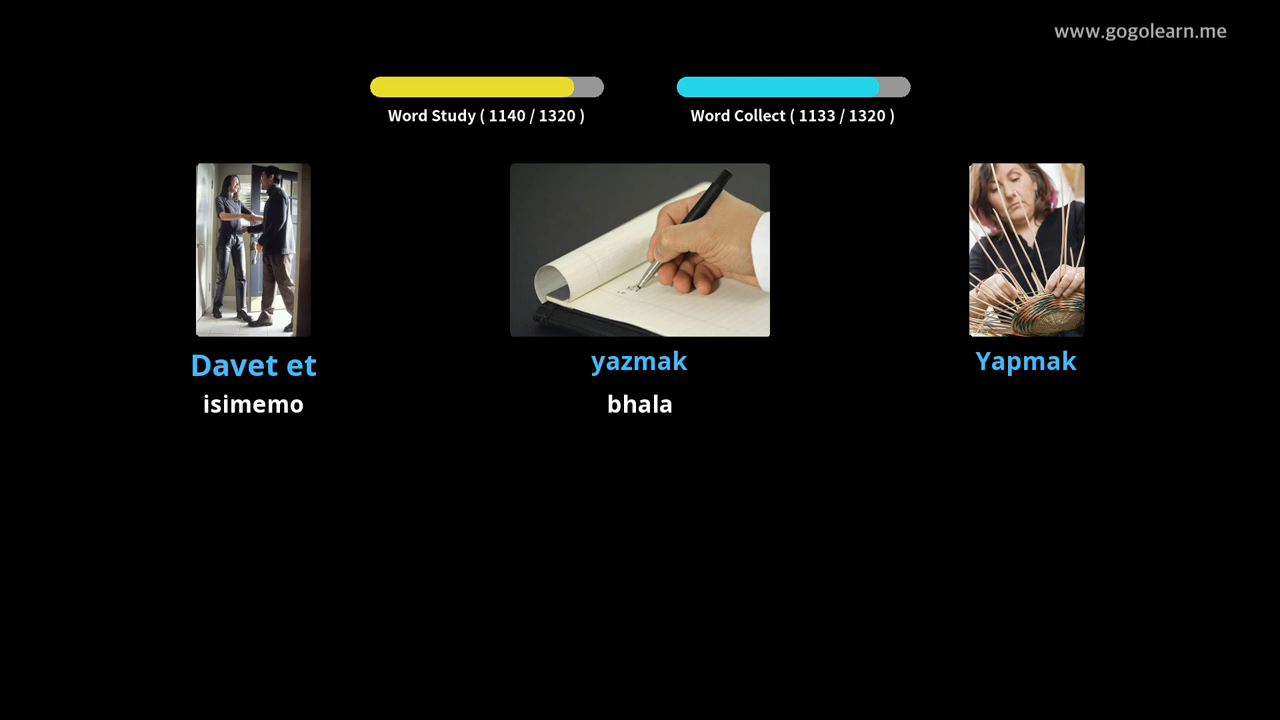 www.gogolearn.me
Word Study ( 1140 / 1320 )
Word Collect ( 1133 / 1320 )
Davet et
yazmak
Yapmak
isimemo
bhala